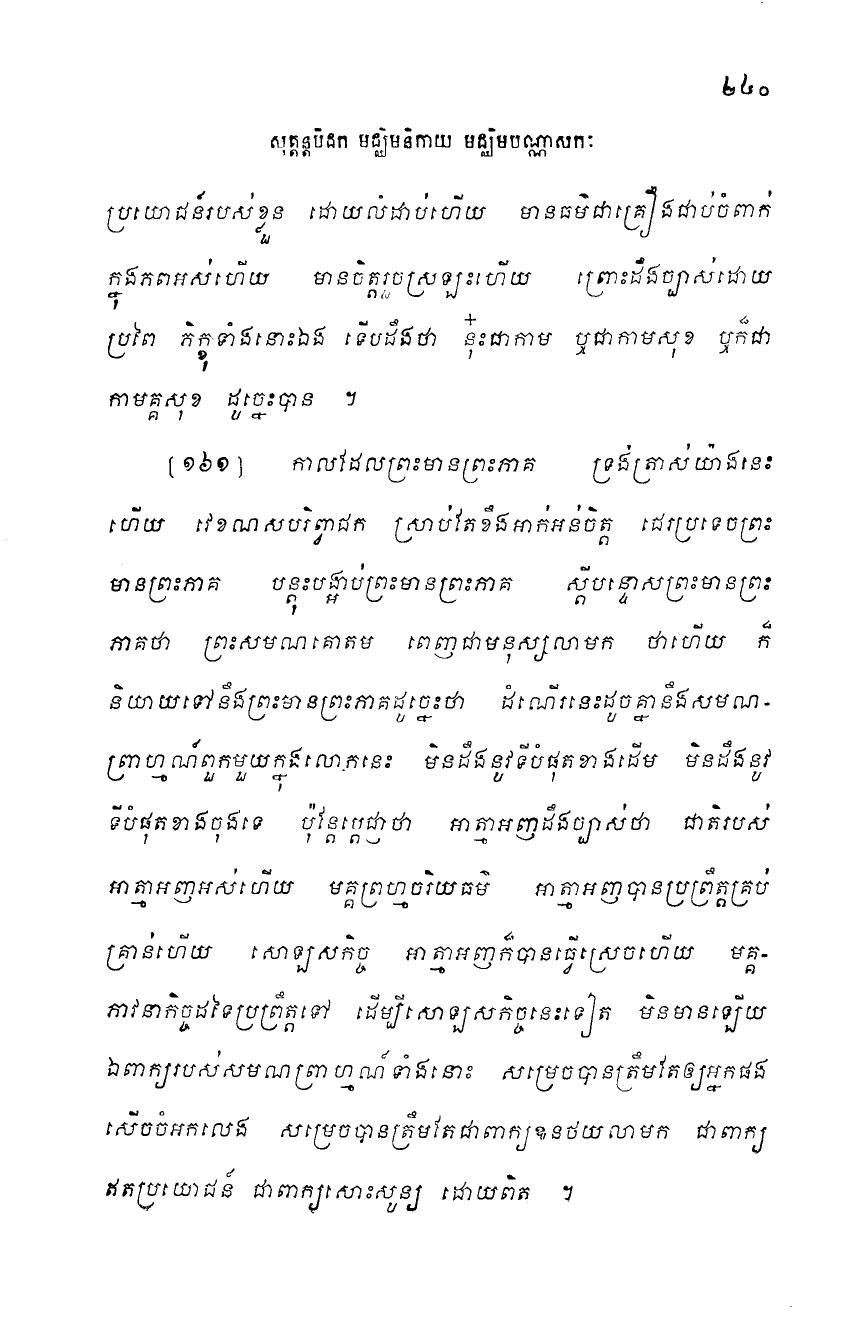 ២៤០
សុត្តន្តបិដក មជ្ឈិមនិកាយ មជ្ឈិមបណ្ណាសកៈ
ប្រយោជន៍របស់ខ្លួន ដោយលំដាប់ហើយ មានធម៌ជាគ្រឿងជាប់ចំពាក់
ក្នុងភពអស់ហើយ មានចិត្តរួចស្រឡះហើយ ព្រោះដឹងច្បាស់ដោយ
ប្រពៃ ភិក្ខុទាំងនោះឯង ទើបដឹងថា នុ៎ះជាកាម ឬជាកាមសុខ ឬក៏ជា
កាមគ្គសុខ ដូច្នេះបាន ។
[១៦១] កាលដែលព្រះមានព្រះភាគ ទ្រង់ត្រាស់យ៉ាងនេះ
ហើយ វេខណសបរិព្វាជក ស្រាប់តែខឹងអាក់អន់ចិត្ត ជេរប្រទេចព្រះ
មានព្រះភាគ បន្តុះបង្អាប់ព្រះមានព្រះភាគ ស្តីបន្ទោសព្រះមានព្រះ
ភាគថា ព្រះសមណគោតម ពេញជាមនុស្សលាមក ថាហើយ ក៏
និយាយទៅនឹងព្រះមានព្រះភាគដូច្នេះថា ដំណើរនេះដូចគ្នានឹងសមណ-
ព្រាហ្មណ៍ពួកមួយក្នុងលោកនេះ មិនដឹងនូវទីបំផុតខាងដើម មិនដឹងនូវ
ទីបំផុតខាងចុងទេ ប៉ុន្តែប្តេជ្ញាថា អាត្មាអញដឹងច្បាស់ថា ជាតិរបស់
អាត្មាអញអស់ហើយ មគ្គព្រហ្មចរិយធម៌ អាត្មាអញបានប្រព្រឹត្តគ្រប់
គ្រាន់ហើយ សោឡសកិច្ច អាត្មាអញក៏បានធ្វើស្រេចហើយ មគ្គ-
ភាវនាកិច្ចដទៃប្រព្រឹត្តទៅ ដើម្បីសោឡសកិច្ចនេះទៀត មិនមានឡើយ
ឯពាក្យរបស់សមណព្រាហ្មណ៍ទាំងនោះ សម្រេចបានត្រឹមតែឲ្យអ្នកផង
សើចចំអកលេង សម្រេចបានត្រឹមតែជាពាក្យឱនថយលាមក ជាពាក្យ
ឥតប្រយោជន៍ ជាពាក្យសោះសូន្យ ដោយពិត ។